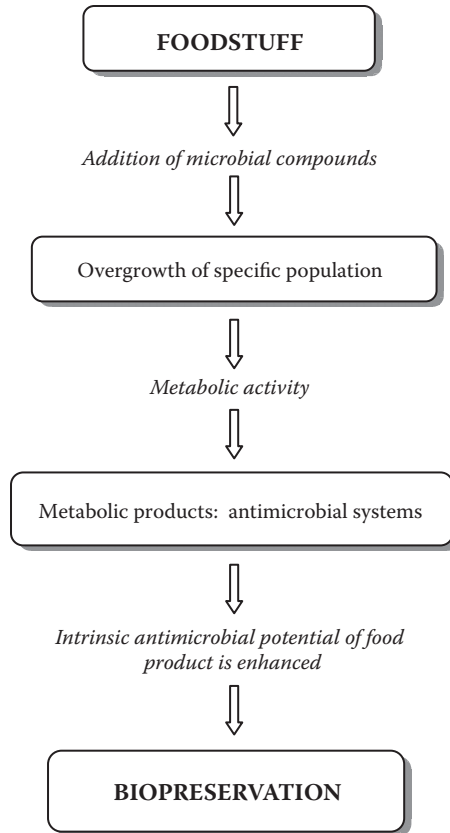 FOODSTUFF
Addition of microbial compounds
Overgrowth of specific population
Metabolic activity
Metabolic products: antimicrobial systems
Intrinsic antimicrobial potential of food
product is enhanced
BIOPRESERVATION